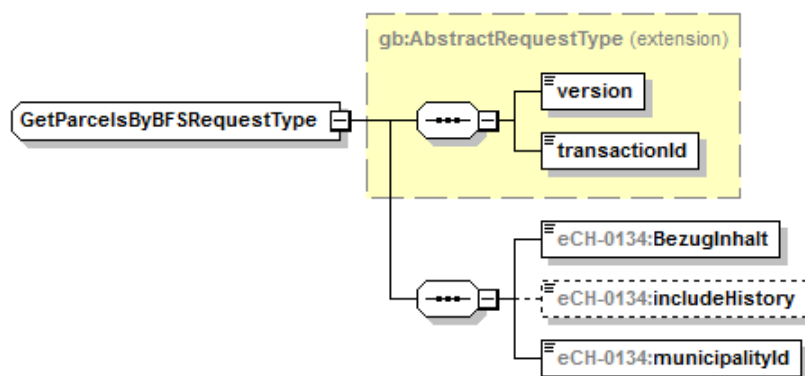 gb:AbstractRequestType (extension)
version
GetParcelsByBFSRequestType
transactionId
eCH-0134:BezugInhalt
eCH-0134:includeHistory
eCH-0134:municipalityId